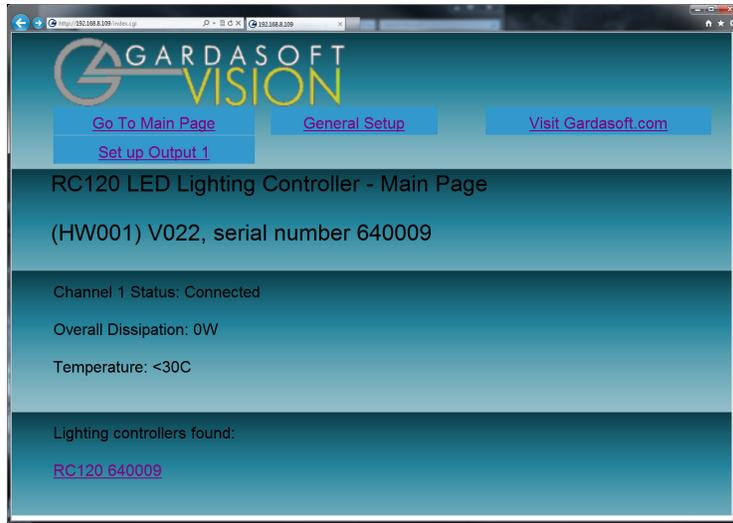 http://192.168.8.109/index.cgi
192.168.8.109
GARDASOFT
VISION
Go To Main Page
General Setup
Visit Gardasoft.com
Set up Output 1
RC120 LED Lighting Controller - Main Page
(HW001) V022, serial number 640009
Channel 1 Status: Connected
Overall Dissipation: 0W
Temperature: <30C
Lighting controllers found:
RC120 640009